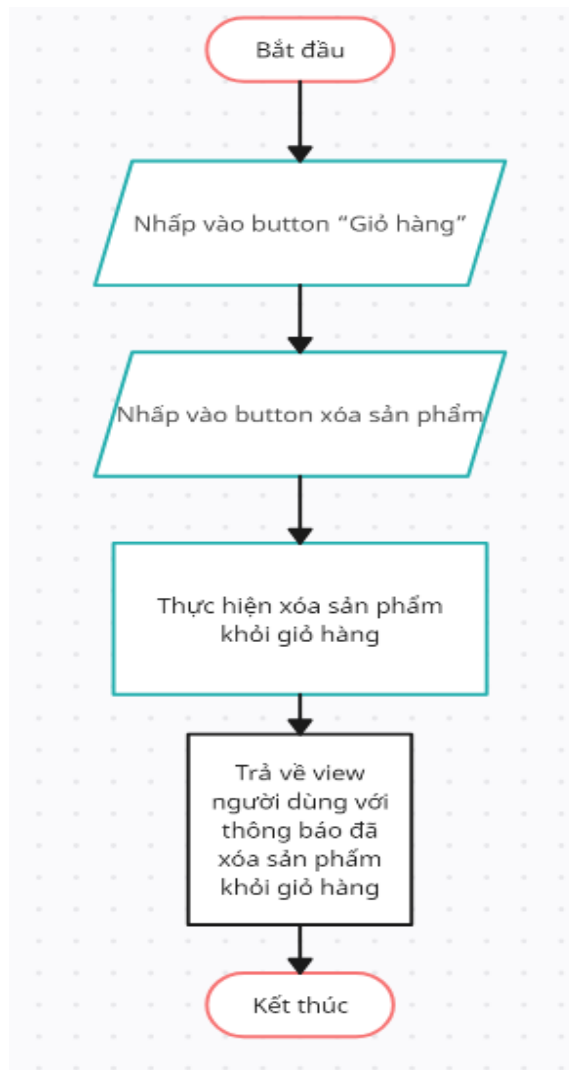 Bắt đầu
Nhấp vào button “Giỏ hàng”
Nhấp vào button xóa sản phẩm
Thực hiện xóa sản phẩm
khỏi giỏ hàng
Trả về view
người dùng với
thông báo đã
xóa sản phẩm
khỏi giỏ hàng
Kết thúc